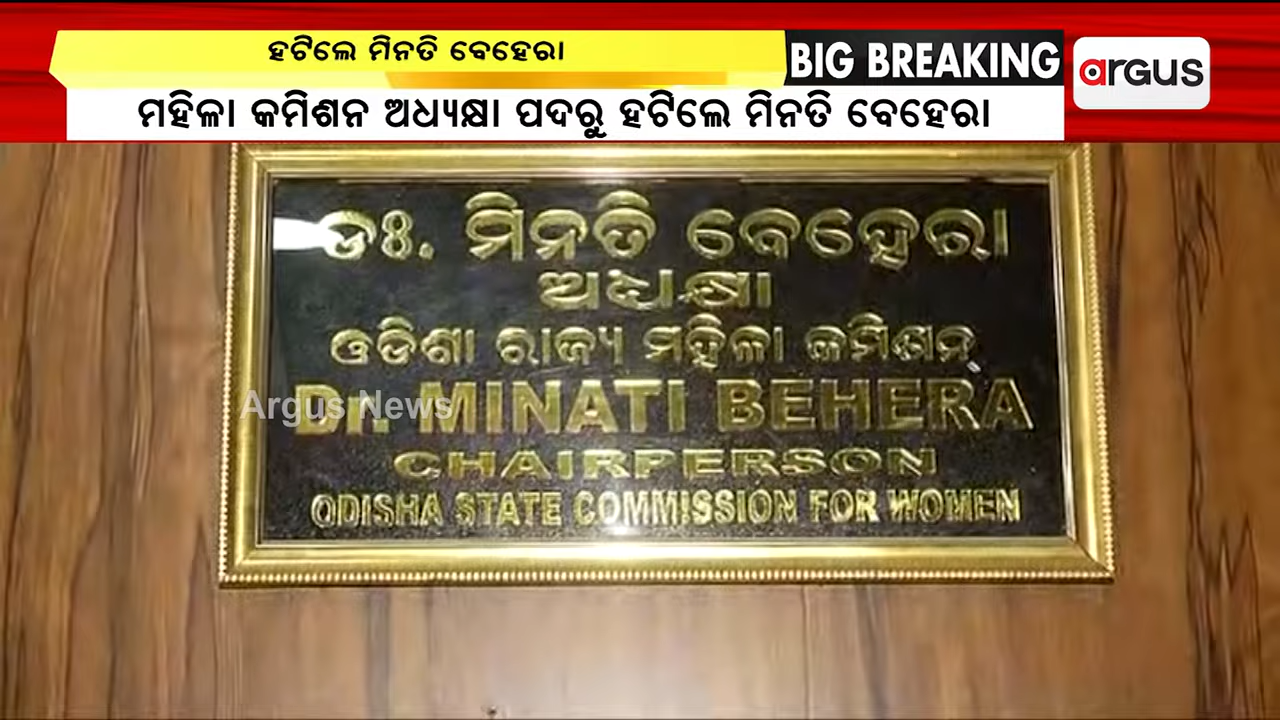 ହଟିଲେ ମିନତି ବେହେରା
BIG BREAKING
argus
ମହିଳା କମିଶନ ଅଧ୍ୟକ୍ଷା ପଦରୁ ହଟିଲେ ମିନତି ବେହେରା
ଡଃ. ମିନତି ବେହେରା
ଅଧ୍ୟକ୍ଷା
ଓଡିଶା ରାଜ୍ୟ ମହିଳା କମିଶନ୍
Argus News
Dr. MINATI BEHERA
CHAIRPERSON
ODISHA STATE COMMISSION FOR WOMEN